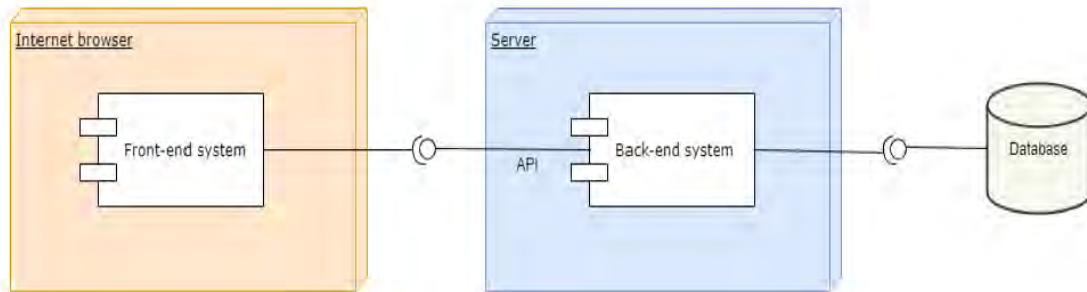 Internet browser
Server
Front-end system
API
Back-end system
Database